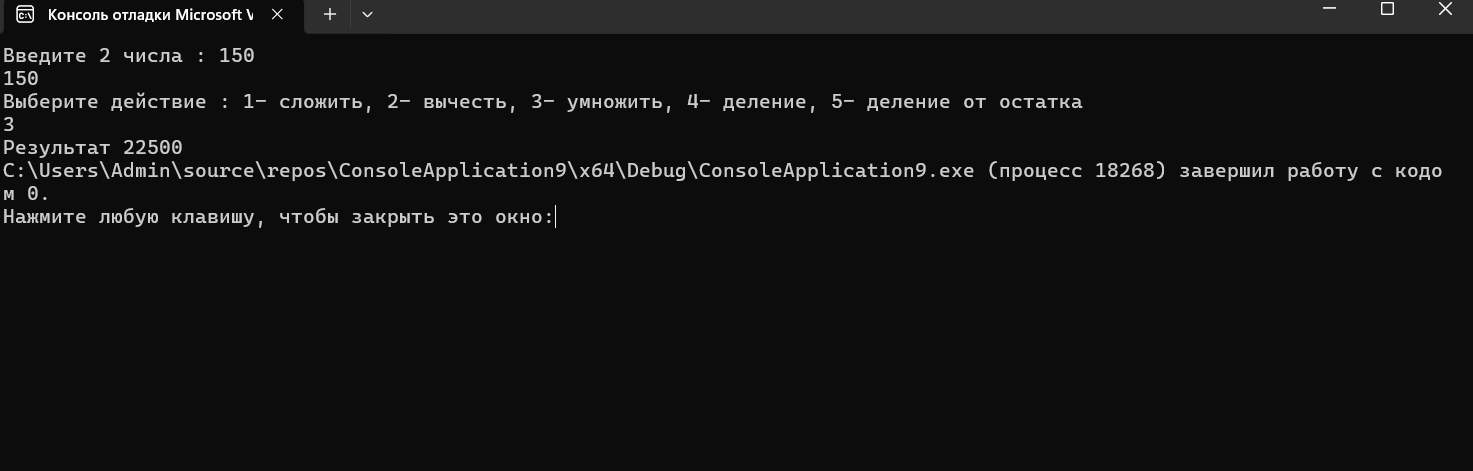 Консоль отладки Microsoft V
Введите 2 числа : 150
150
Выберите действие : 1- сложить, 2- вычесть, 3- умножить, 4- деление, 5- деление от остатка
3
Результат 22500
C:\Users\Admin\source\repos\ConsoleApplication9\x64\Debug\ConsoleApplication9.exe (процесс 18268) завершил работу с кодо
м 0.
Нажмите любую клавишу, чтобы закрыть это окно: